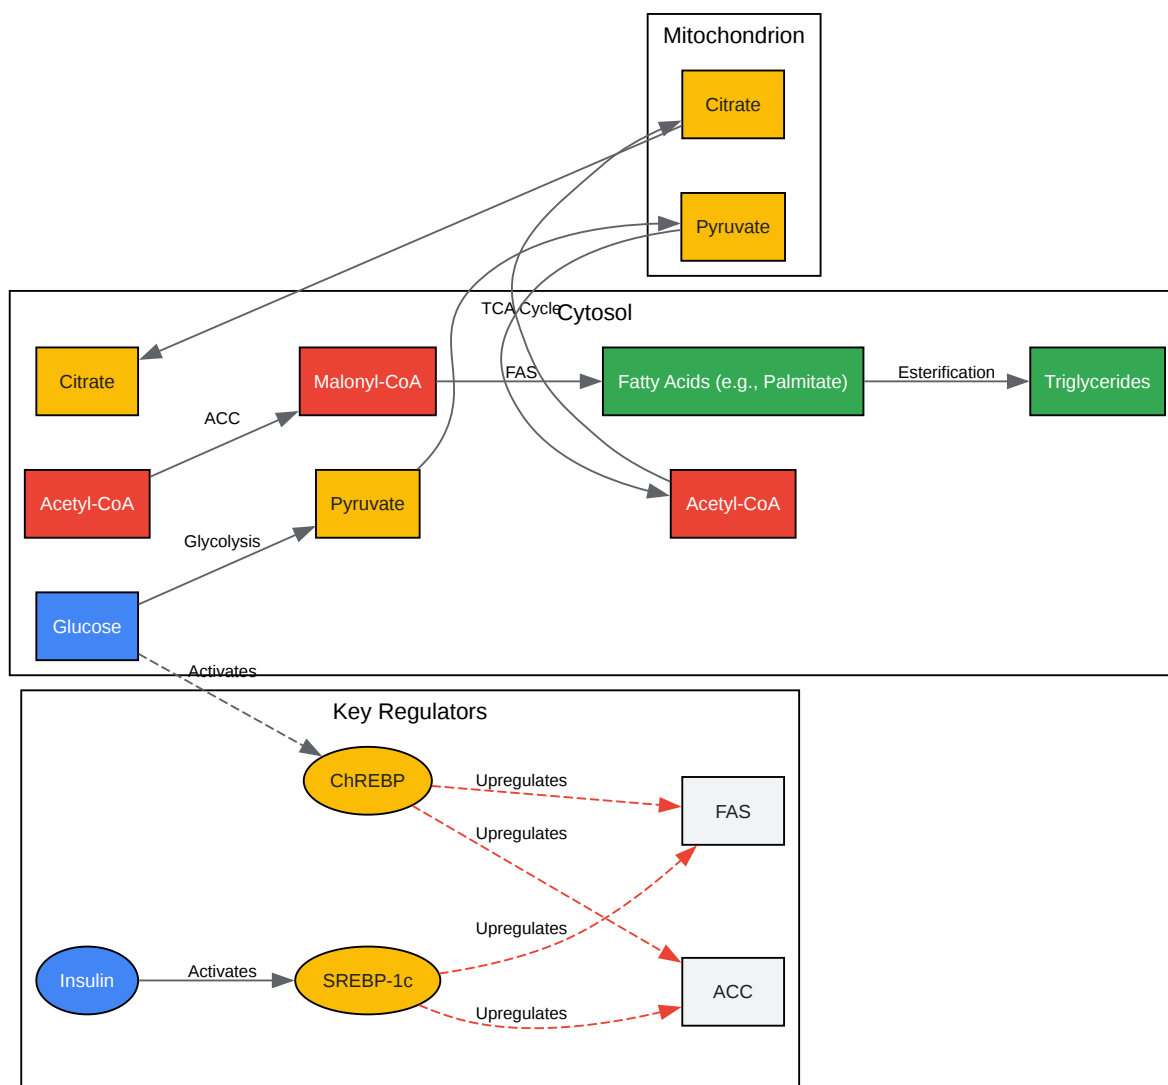 Mitochondrion
Citrate
Pyruvate
TCA Cycle
Cytosol
Citrate
Malonyl-CoA
FAS
Fatty Acids (e.g., Palmitate)
Esterification
Triglycerides
ACC
Acetyl-CoA
Pyruvate
Acetyl-CoA
Glycolysis
Glucose
Activates
Key Regulators
ChREBP
Upregulates
FAS
Upregulates
Upregulates
Insulin
Activates
SREBP-1c
ACC
Upregulates